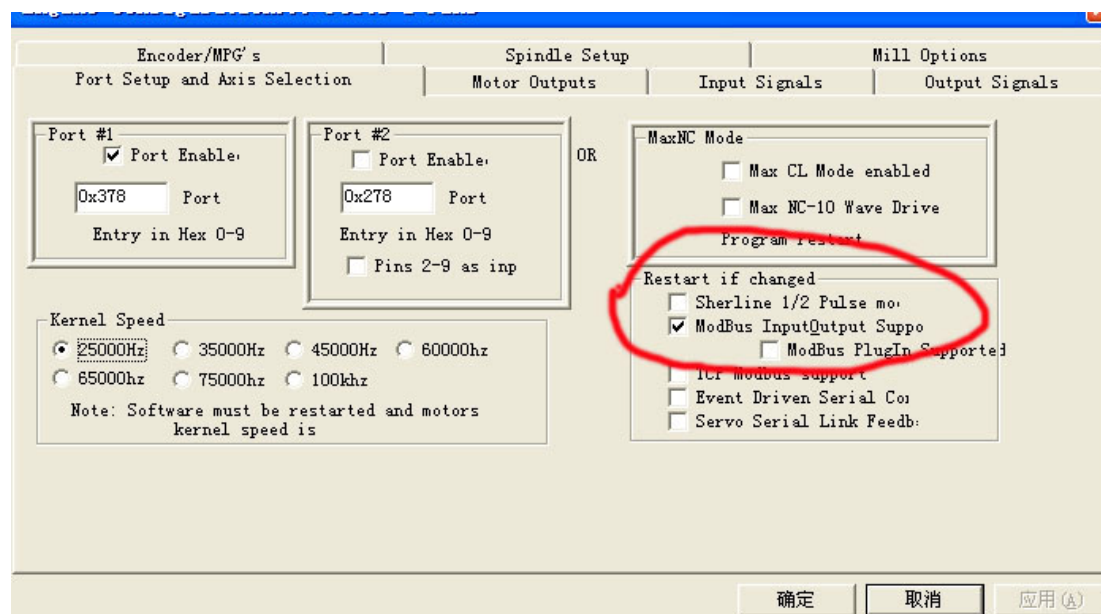 Encoder/MPG's
Spindle Setup
Mill Options
Port Setup and Axis Selection
Motor Outputs
Input Signals
Output Signals
Port #1
Port Enable
0x378 Port
Entry in Hex 0-9
Port #2
Port Enable
0x278 Port
Entry in Hex 0-9
Pins 2-9 as inp
OR
MaxNC Mode
Max CL Mode enabled
Max NC-10 Wave Drive
Program restart
Restart if changed
Sherline 1/2 Pulse mo
ModBus InputOutput Suppo
ModBus PlugIn Supported
TCP Modbus support
Event Driven Serial Co
Servo Serial Link Feedb
Kernel Speed
25000Hz 35000Hz 45000Hz 60000hz
65000hz 75000hz 100khz
Note: Software must be restarted and motors
kernel speed is
确定
取消
应用(A)